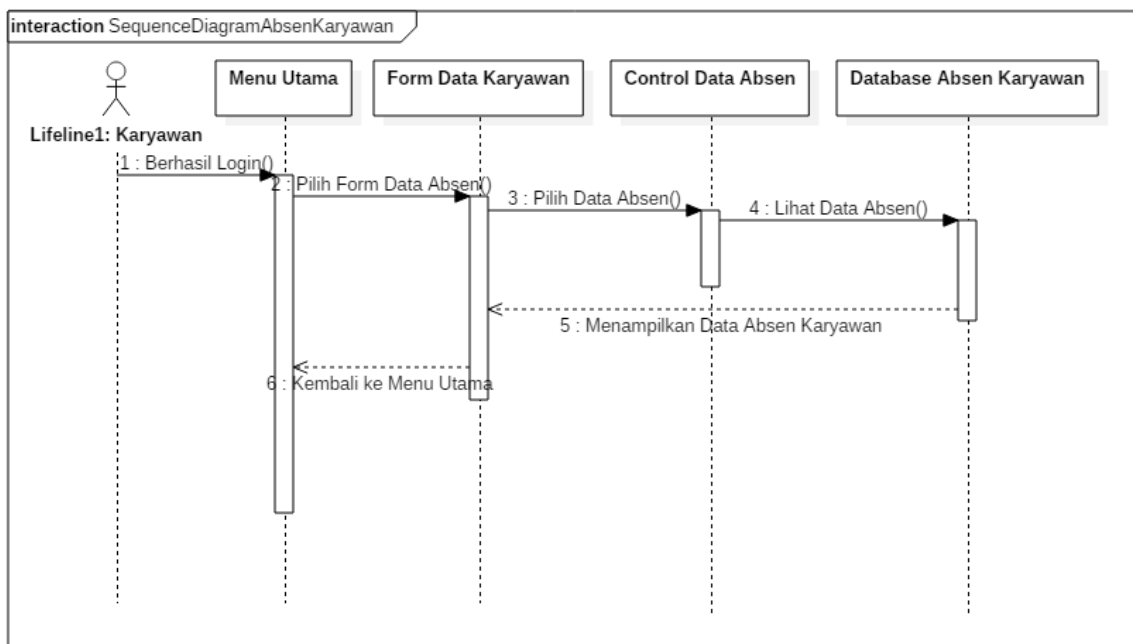 interaction SequenceDiagramAbsenKaryawan
Menu Utama
Form Data Karyawan
Control Data Absen
Database Absen Karyawan
Lifeline1: Karyawan
1 : Berhasil Login()
2 : Pilih Form Data Absen()
3 : Pilih Data Absen()
4 : Lihat Data Absen()
5 : Menampilkan Data Absen Karyawan
6 : Kembali ke Menu Utama